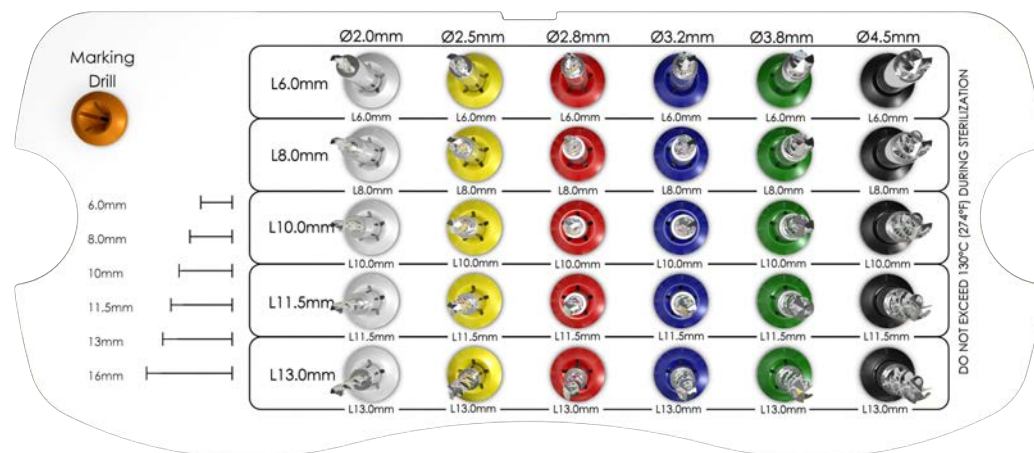 Marking
Drill
Ø2.0mm Ø2.5mm Ø2.8mm Ø3.2mm Ø3.8mm Ø4.5mm
L6.0mm
L6.0mm L6.0mm L6.0mm L6.0mm L6.0mm L6.0mm
L8.0mm
L8.0mm L8.0mm L8.0mm L8.0mm L8.0mm L8.0mm
L10.0mm
L10.0mm L10.0mm L10.0mm L10.0mm L10.0mm L10.0mm
L11.5mm
L11.5mm L11.5mm L11.5mm L11.5mm L11.5mm L11.5mm
L13.0mm
L13.0mm L13.0mm L13.0mm L13.0mm L13.0mm L13.0mm
6.0mm
8.0mm
10mm
11.5mm
13mm
16mm
DO NOT EXCEED 130°C (274°F) DURING STERILIZATION